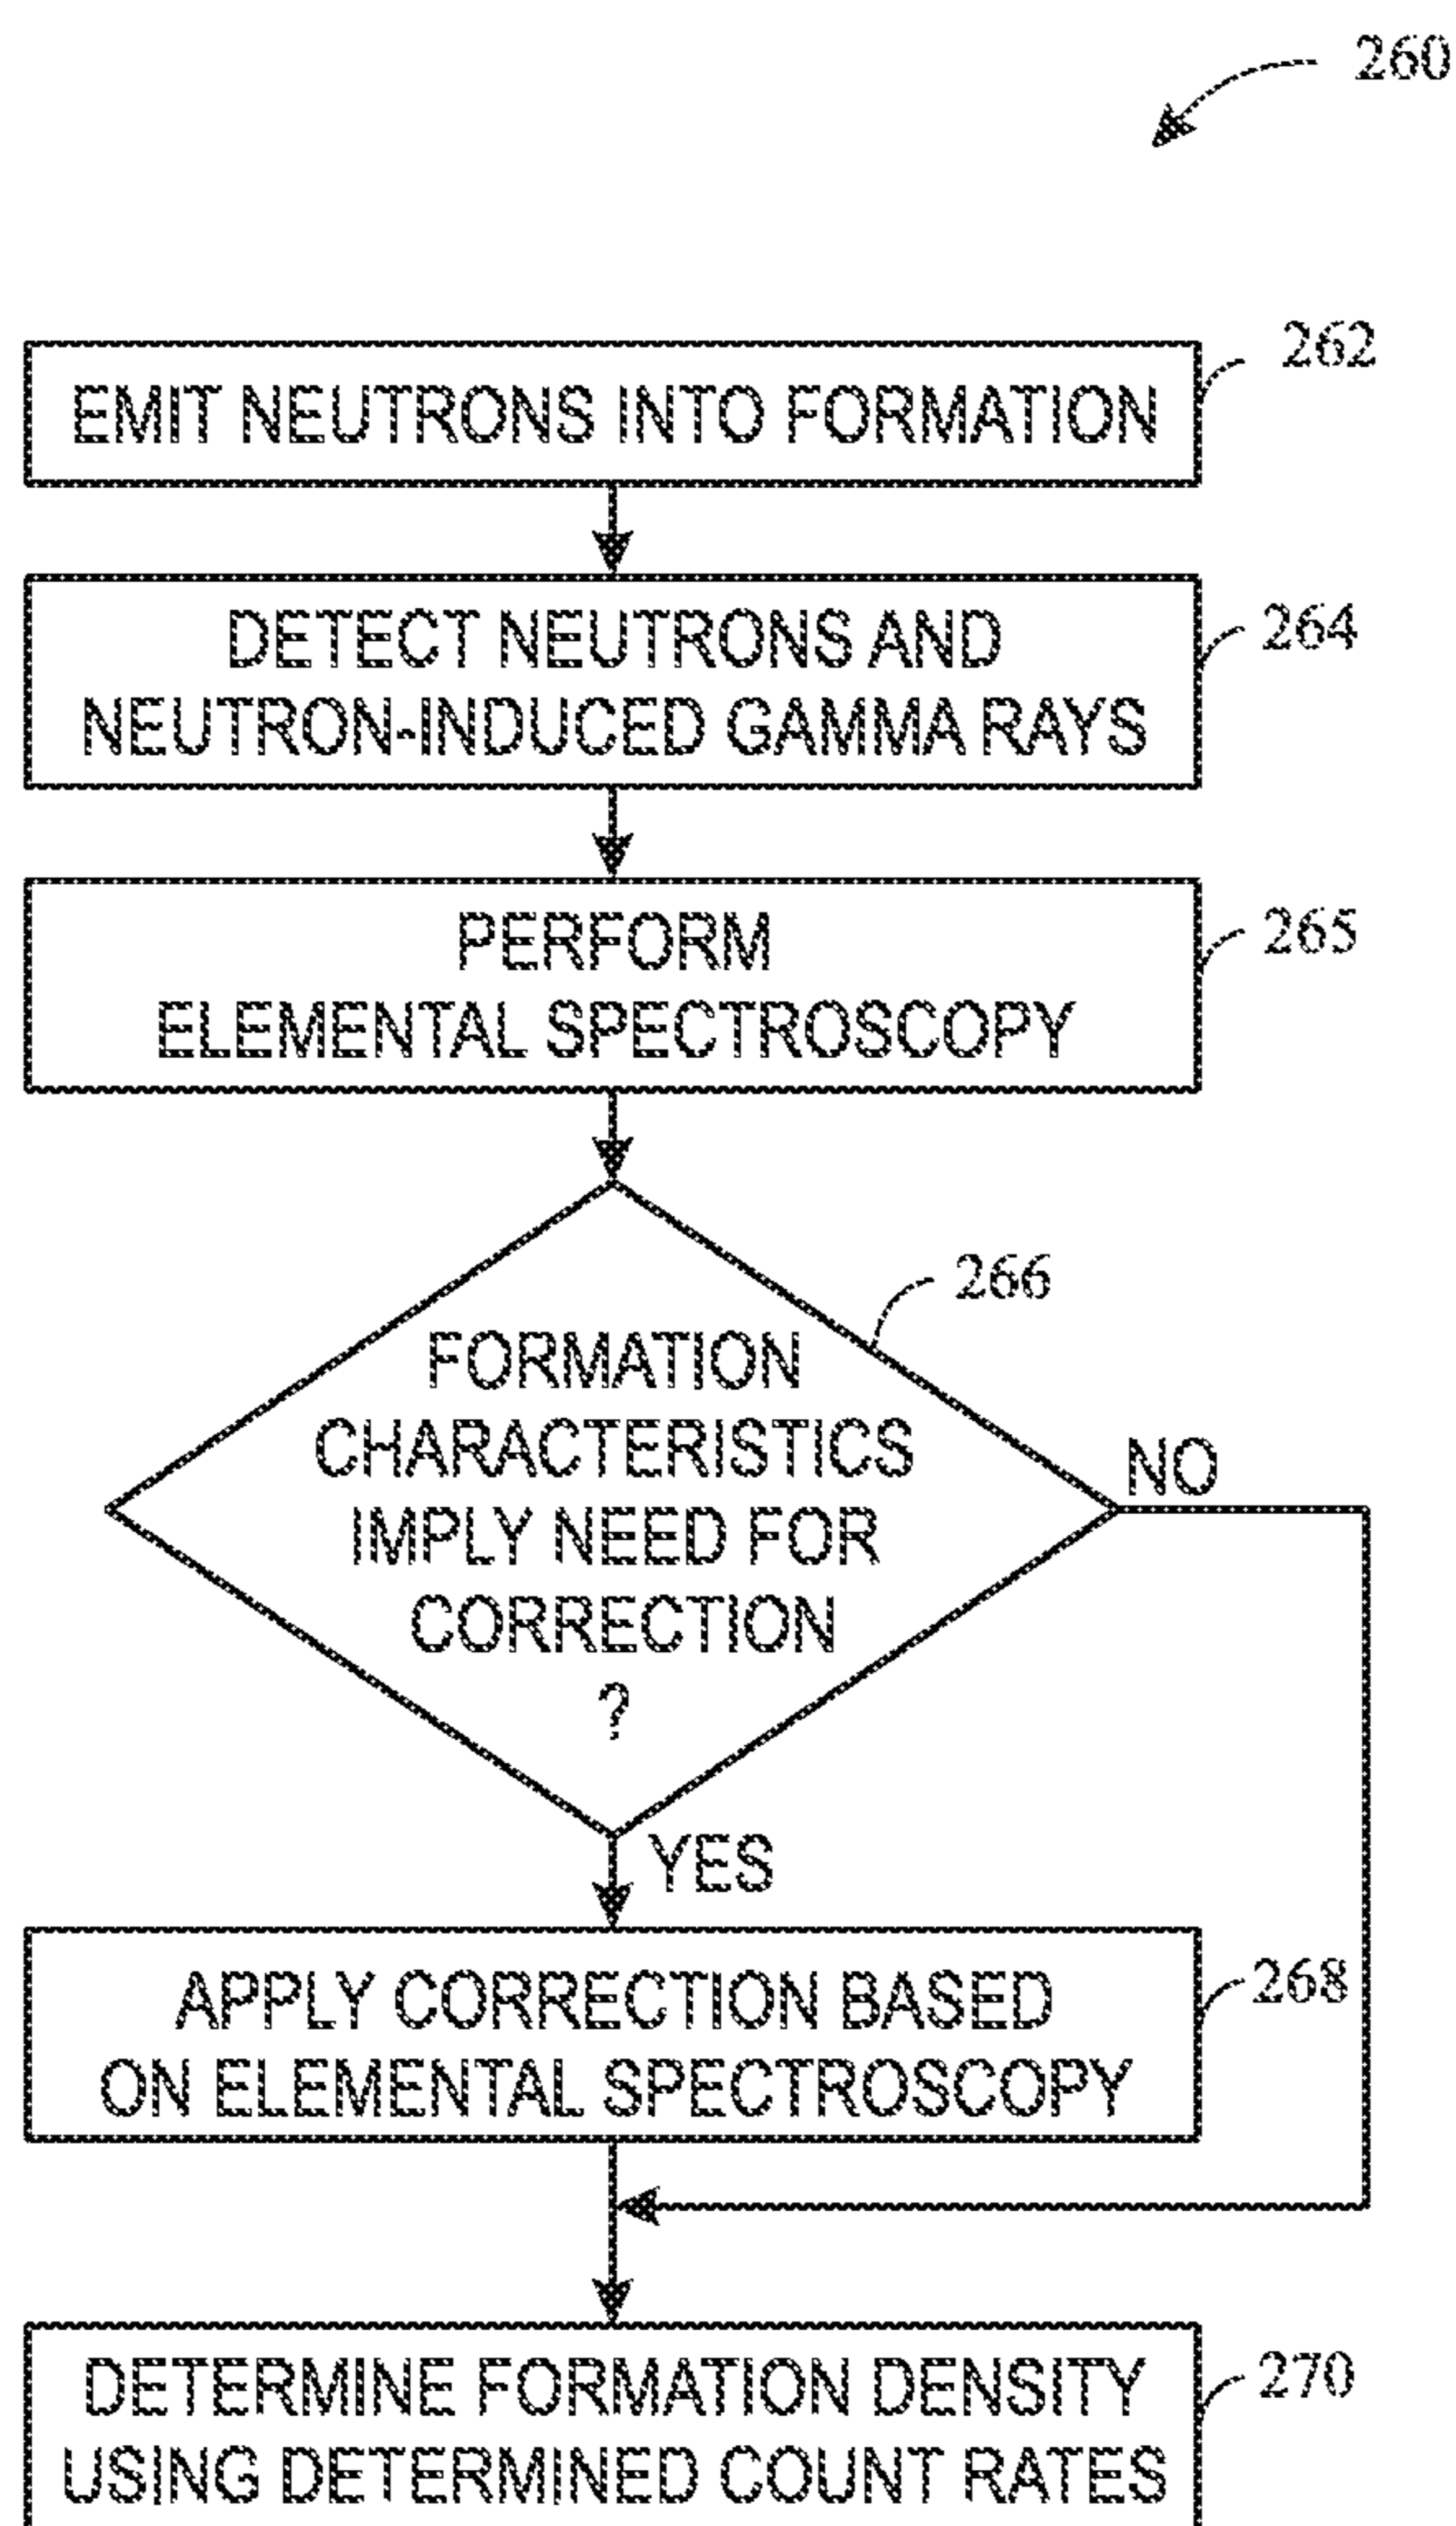 260
EMIT NEUTRONS INTO FORMATION
262
DETECT NEUTRONS AND
NEUTRON-INDUCED GAMMA RAYS
264
PERFORM
ELEMENTAL SPECTROSCOPY
265
266
FORMATION
CHARACTERISTICS
IMPLY NEED FOR
CORRECTION
?
NO
YES
APPLY CORRECTION BASED
ON ELEMENTAL SPECTROSCOPY
268
DETERMINE FORMATION DENSITY
USING DETERMINED COUNT RATES
270